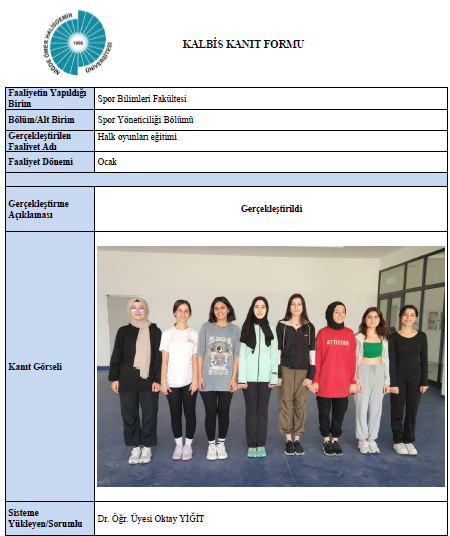 NİĞDE ÖMER HALİSDEMİR ÜNİVERSİTESİ
1992
KALBİS KANIT FORMU
Faaliyetin Yapıldığı Birim
Spor Bilimleri Fakültesi
Bölüm/Alt Birim
Spor Yöneticiliği Bölümü
Gerçekleştirilen Faaliyet Adı
Halk oyunları eğitimi
Faaliyet Dönemi
Ocak
Gerçekleştirme Açıklaması
Gerçekleştirildi
Kanıt Görseli
ATTITUDE
Sisteme Yükleyen/Sorumlu
Dr. Öğr. Üyesi Oktay YİĞİT